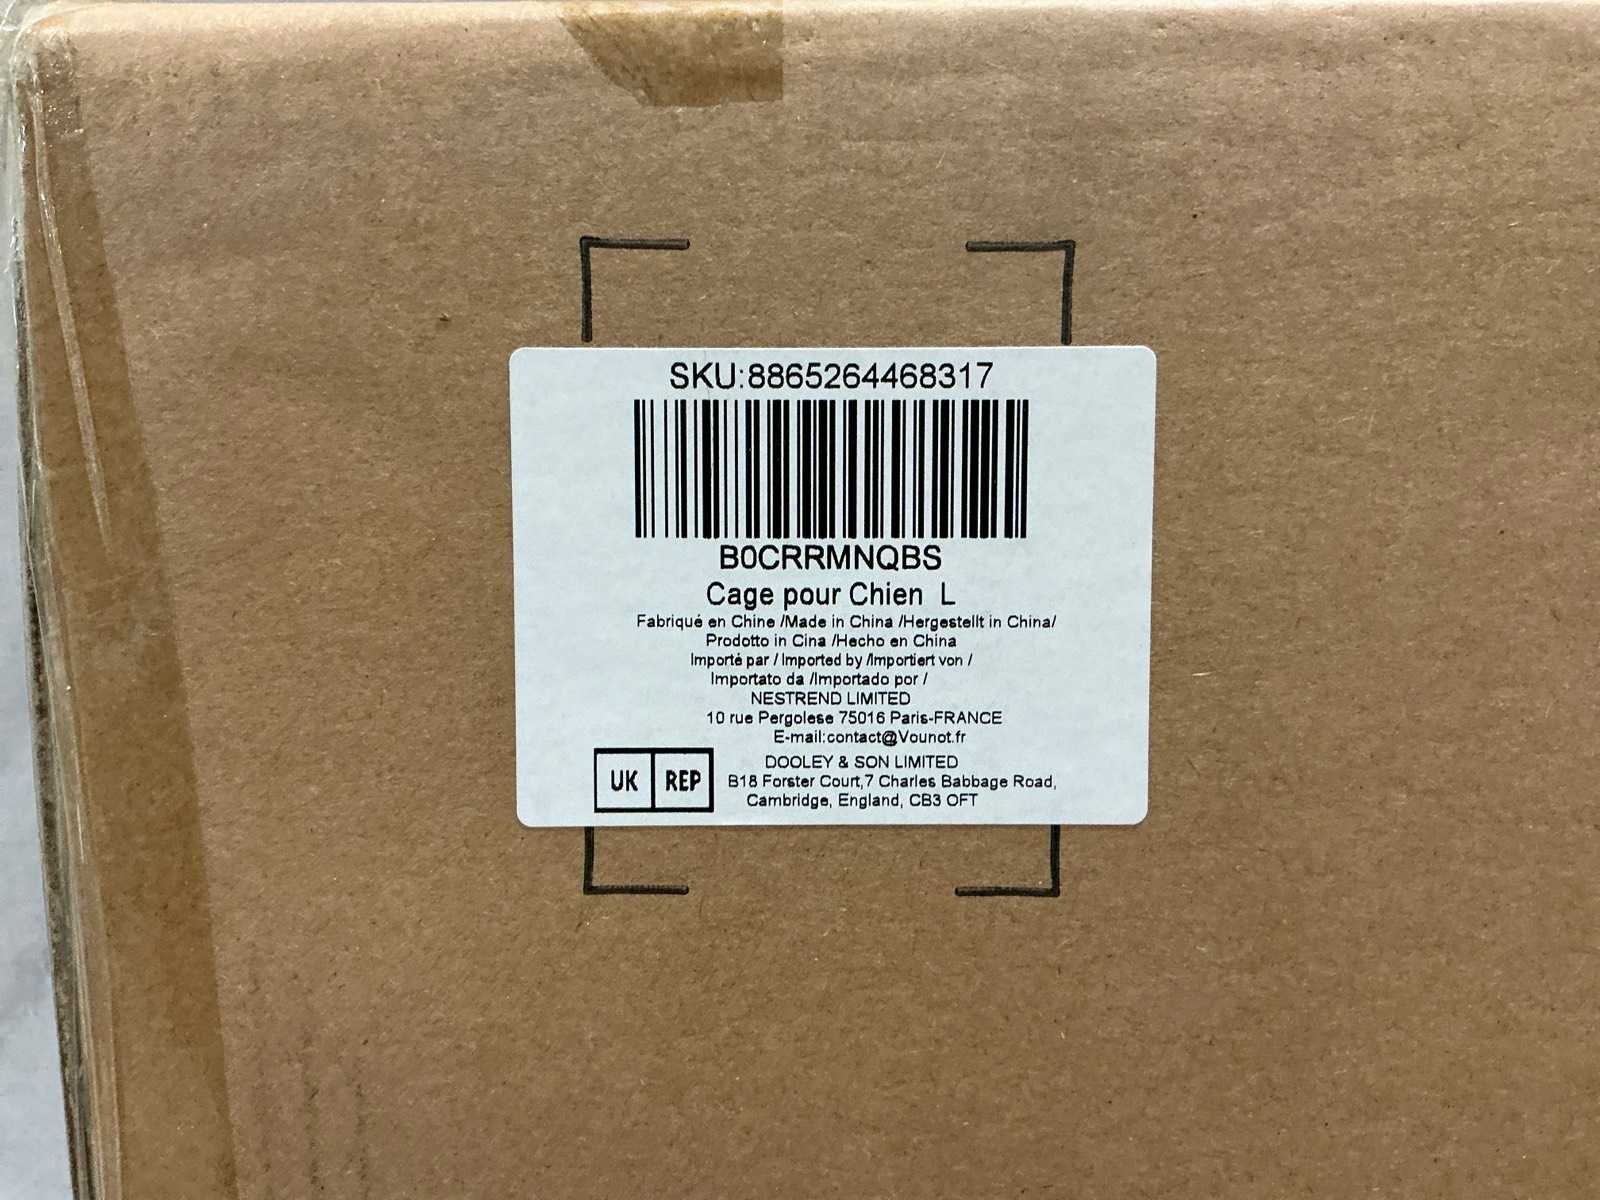 SKU:8865264468317
B0CRRMNQBS
Cage pour Chien L
Fabriqué en Chine /Made in China /Hergestellt in China/
Prodotto in Cina /Hecho en China
Importé par / Imported by /Importiert von /
Importato da /Importado por /
NESTREND LIMITED
10 rue Pergolese 75016 Paris-FRANCE
E-mail:contact@Vounot.fr
UK REP
DOOLEY & SON LIMITED
B18 Forster Court,7 Charles Babbage Road,
Cambridge, England, CB3 OFT